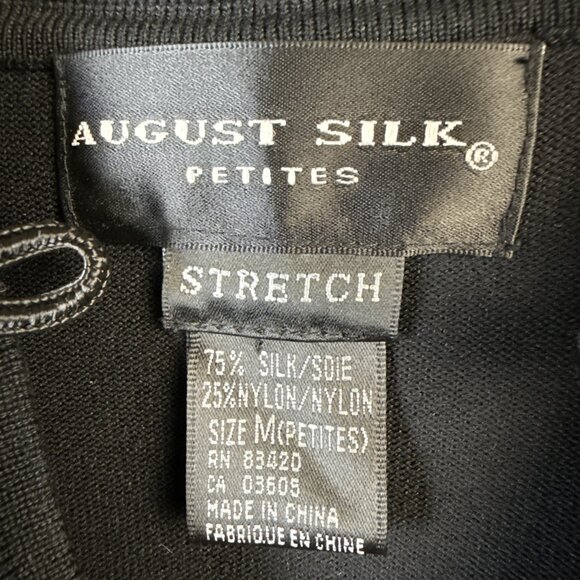 AUGUST SILK®
PETITES
STRETCH
75% SILK/SOIE
25%NYLON/NYLON
SIZE M(PETITES)
RN 83420
CA 03605
MADE IN CHINA
FABRIQUE EN CHINE